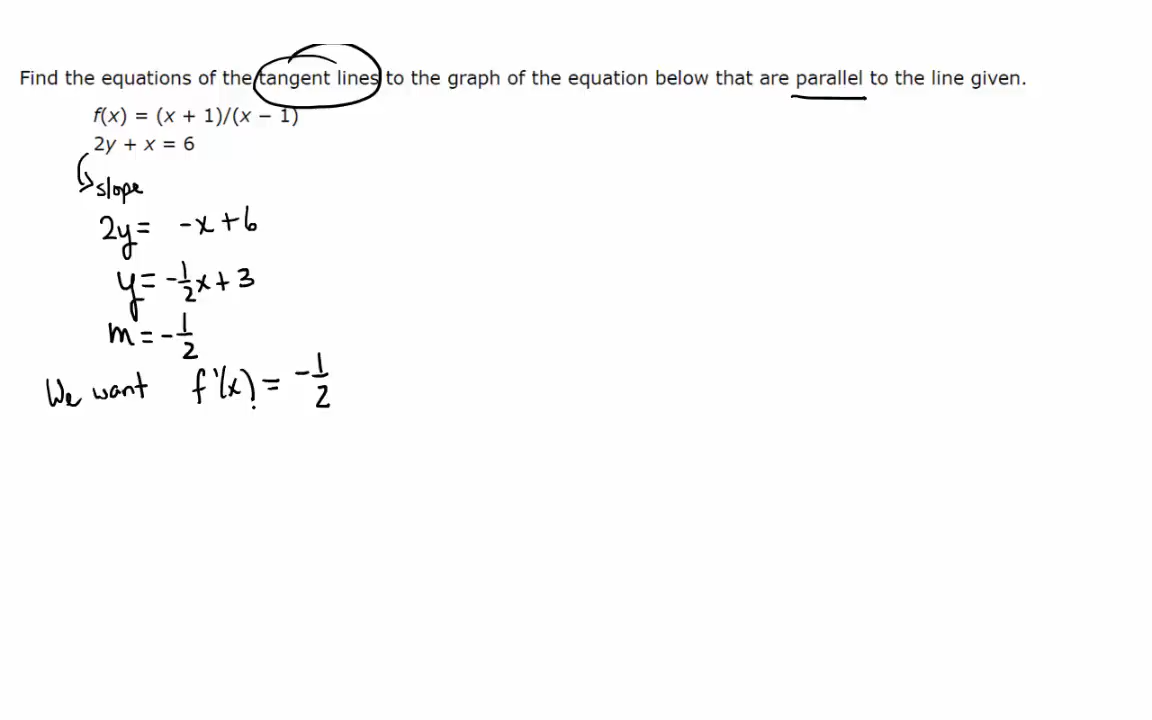 Find the equations of the tangent lines to the graph of the equation below that are parallel to the line given.
f(x) = (x + 1)/(x − 1)
2y + x = 6
slope
2y = -x + 6
y = -1/2 x + 3
m = -1/2
We want f'(x) = -1/2